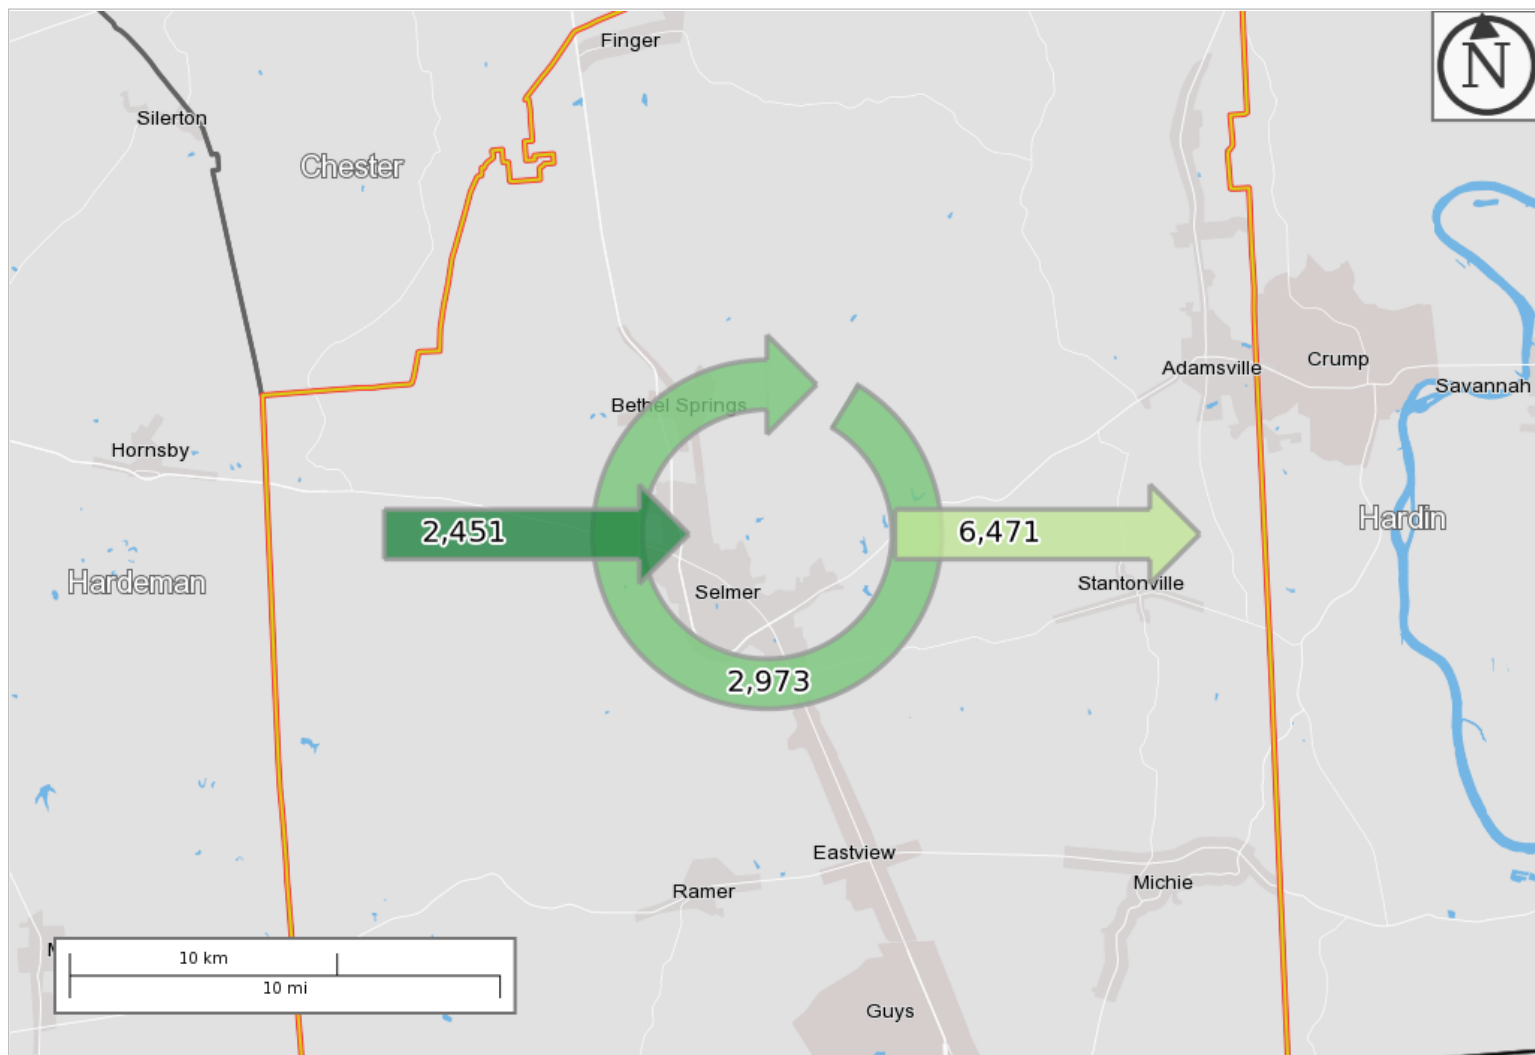 Finger
N
Silerton
Chester
Adamsville
Crump
Savannah
Bethel Springs
Hornsby
2,451
6,471
Hardin
Hardeman
Selmer
Stantonville
2,973
Eastview
Ramer
Michie
10 km
10 mi
Guys